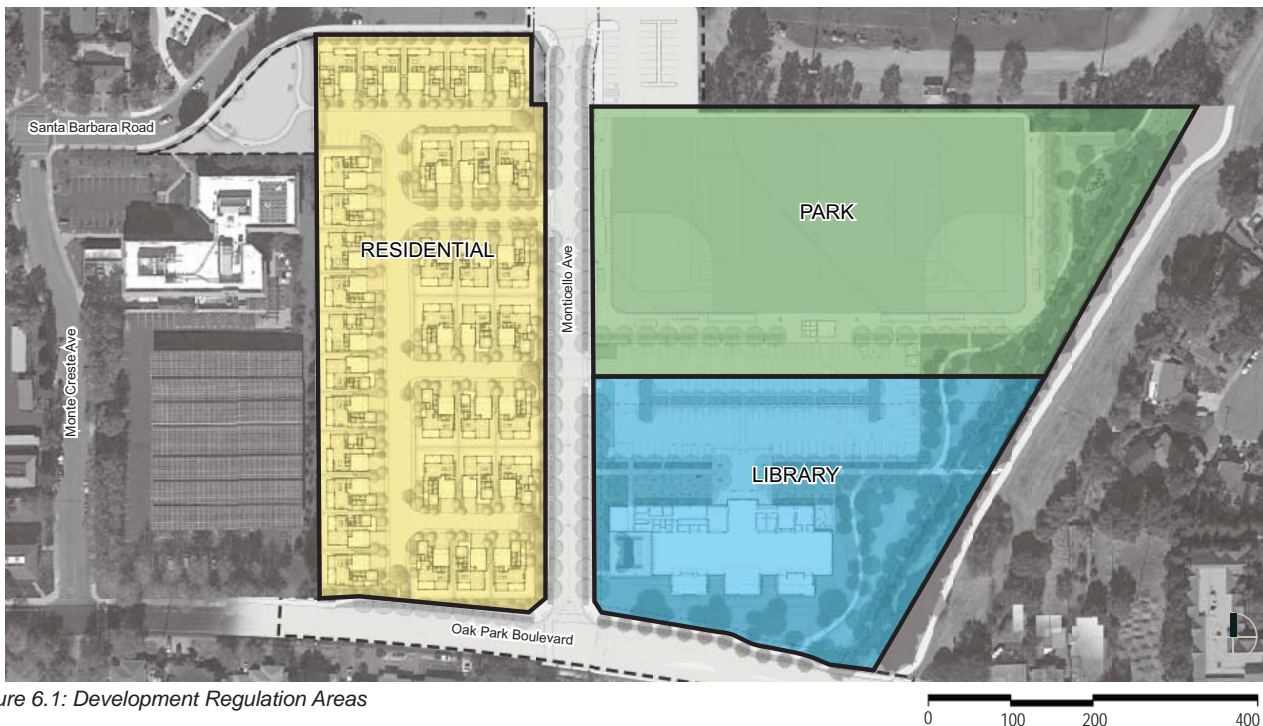 Santa Barbara Road
PARK
RESIDENTIAL
Monticello Ave
Monte Creste Ave
LIBRARY
Oak Park Boulevard
ure 6.1: Development Regulation Areas
0 100 200 400